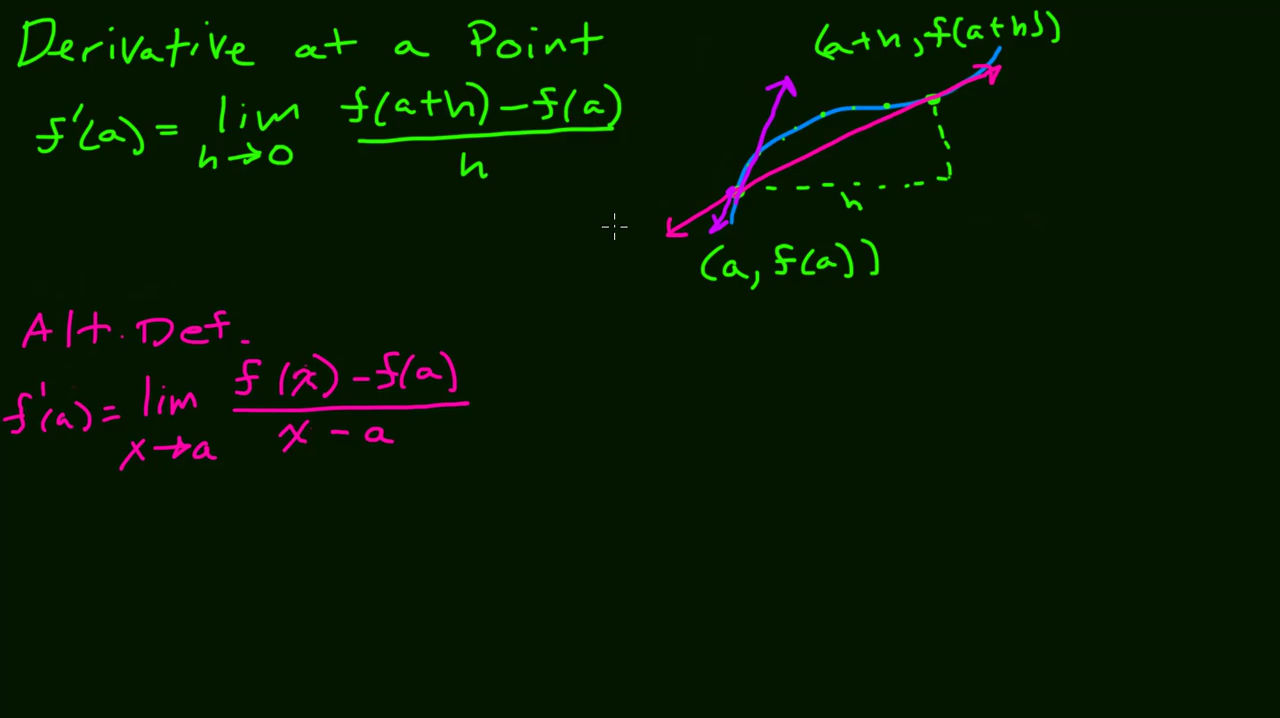 Derivative at a Point
f'(a) = lim h→0 f(a+h) - f(a) / h
(a+h, f(a+h))
h
(a, f(a))
Alt. Def.
f'(a) = lim x→a f(x) - f(a) / x - a